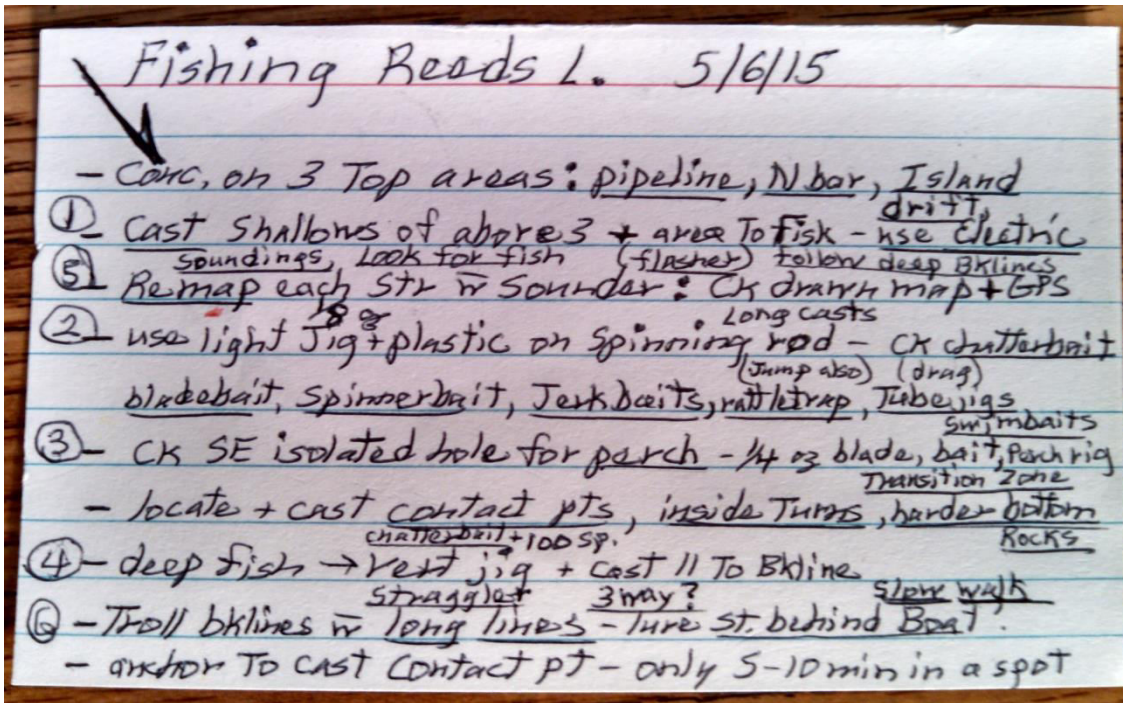 Fishing Reeds L. 5/6/15
- Conc. on 3 Top areas: pipeline, N bar, Island
drift,
① Cast Shallows of above 3 + area To fish - use Electric
soundings, Look for fish (flasher) follow deep Bklines
⑤ Remap each Str w Sounder: CK drawn map + GPS
Long casts
② - use light Jig + plastic on Spinning rod - CK chatterbait
(Jump also) (drag)
bladebait, Spinnerbait, Jerkbaits, rattletrap, Tubejigs
Swimbaits
③ - CK SE isolated hole for perch - 1/4 oz blade, bait, Perch rig
Transition Zone
- locate + cast contact pts, inside Turns, harder bottom
chatterbait + 100 Sp. Rocks
④ - deep fish → vert jig + cast // To Bkline
Straggler 3way? Slow walk
⑥ - Troll bklines w long lines - lure st. behind Boat.
- anchor To cast Contact pt - only 5-10 min in a spot